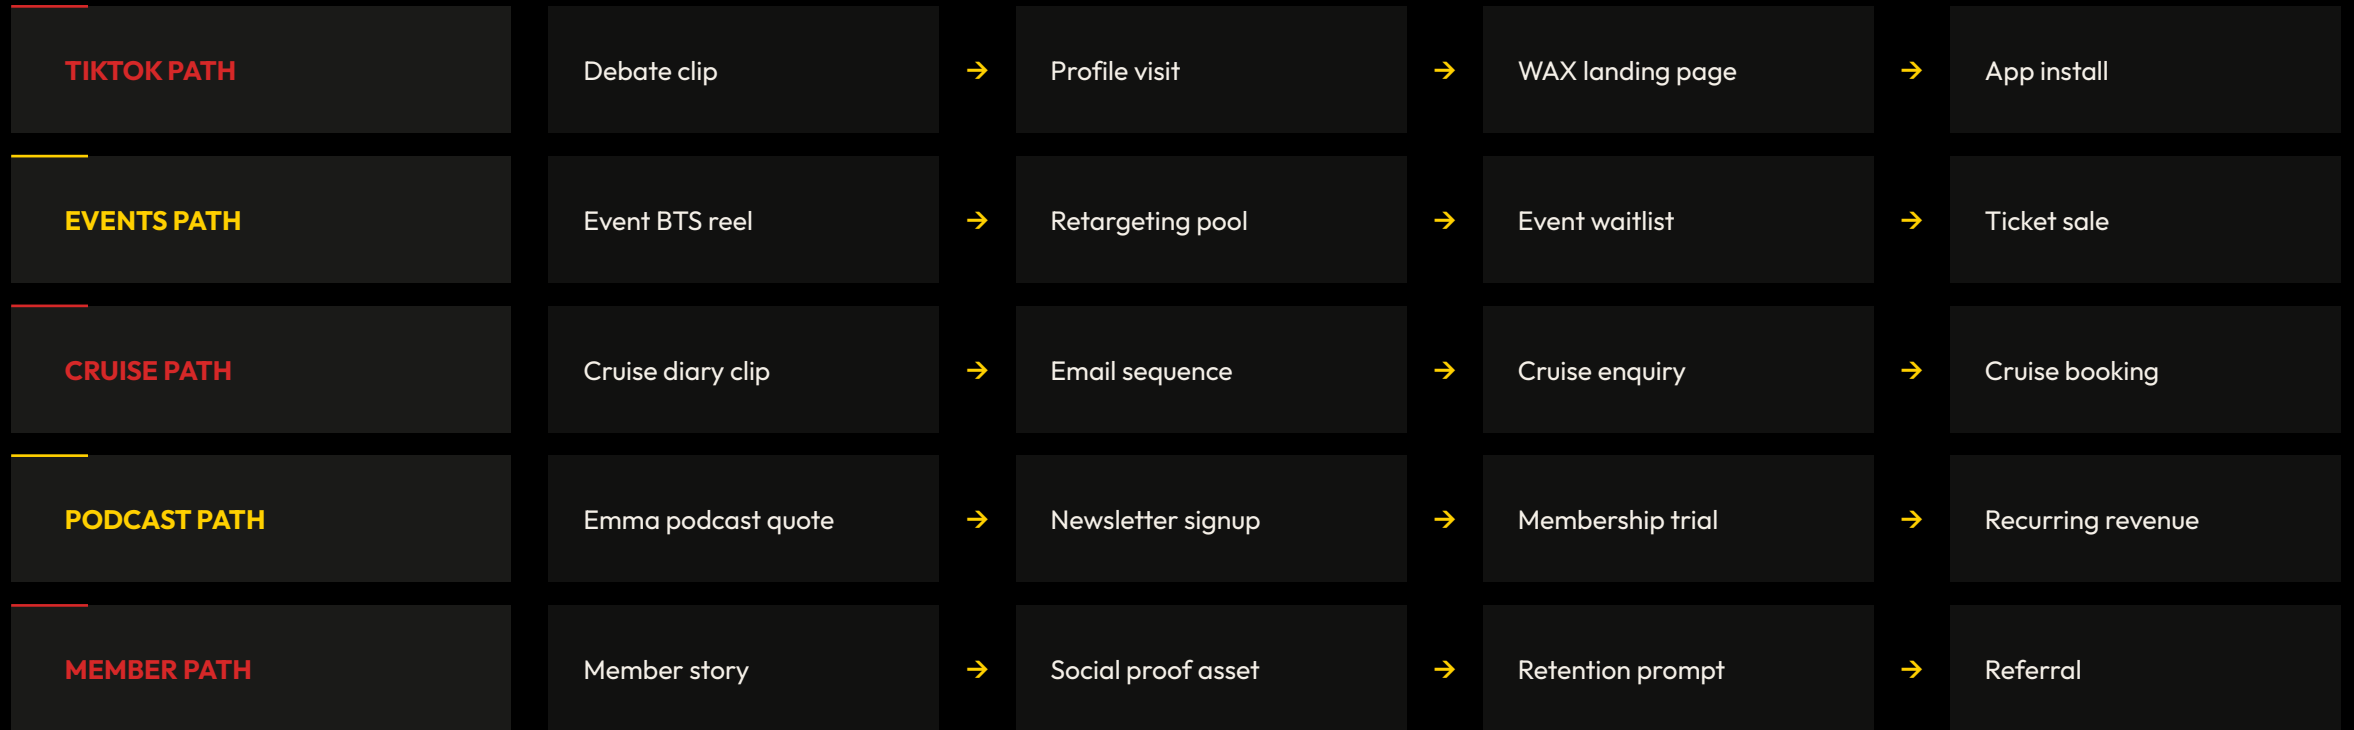 TIKTOK PATH Debate clip → Profile visit → WAX landing page → App install
EVENTS PATH Event BTS reel → Retargeting pool → Event waitlist → Ticket sale
CRUISE PATH Cruise diary clip → Email sequence → Cruise enquiry → Cruise booking
PODCAST PATH Emma podcast quote → Newsletter signup → Membership trial → Recurring revenue
MEMBER PATH Member story → Social proof asset → Retention prompt → Referral